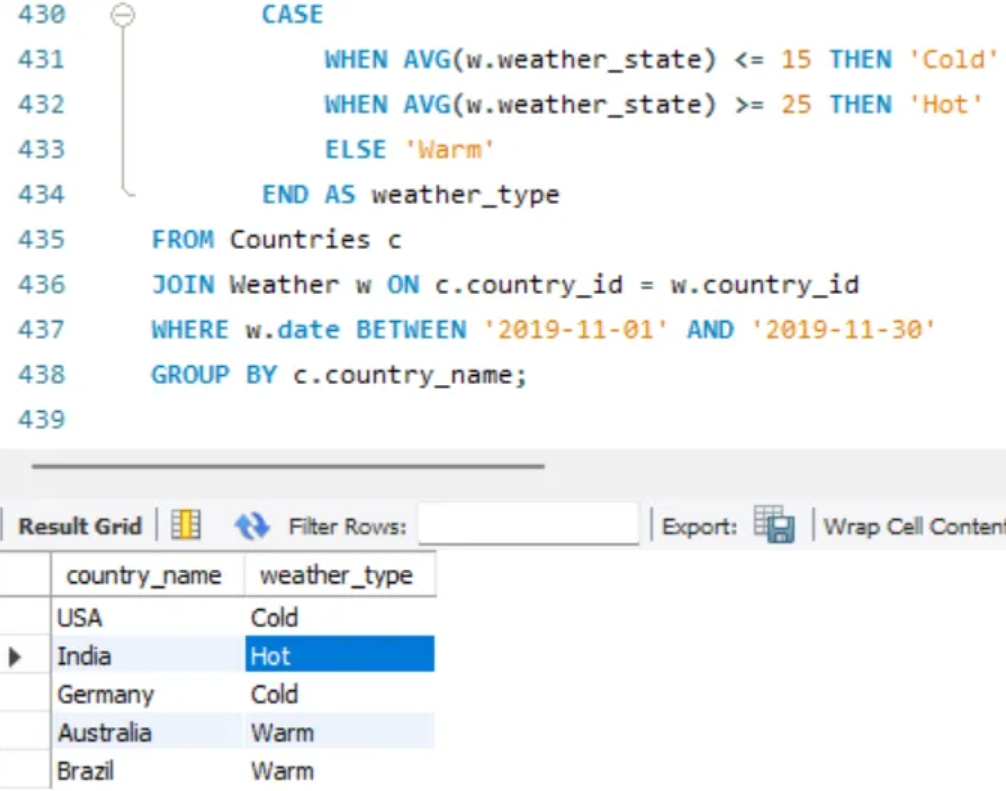 430 CASE
431 WHEN AVG(w.weather_state) <= 15 THEN 'Cold'
432 WHEN AVG(w.weather_state) >= 25 THEN 'Hot'
433 ELSE 'Warm'
434 END AS weather_type
435 FROM Countries c
436 JOIN Weather w ON c.country_id = w.country_id
437 WHERE w.date BETWEEN '2019-11-01' AND '2019-11-30'
438 GROUP BY c.country_name;
439
Result Grid Filter Rows: Export: Wrap Cell Conten
country_name weather_type
USA Cold
India Hot
Germany Cold
Australia Warm
Brazil Warm